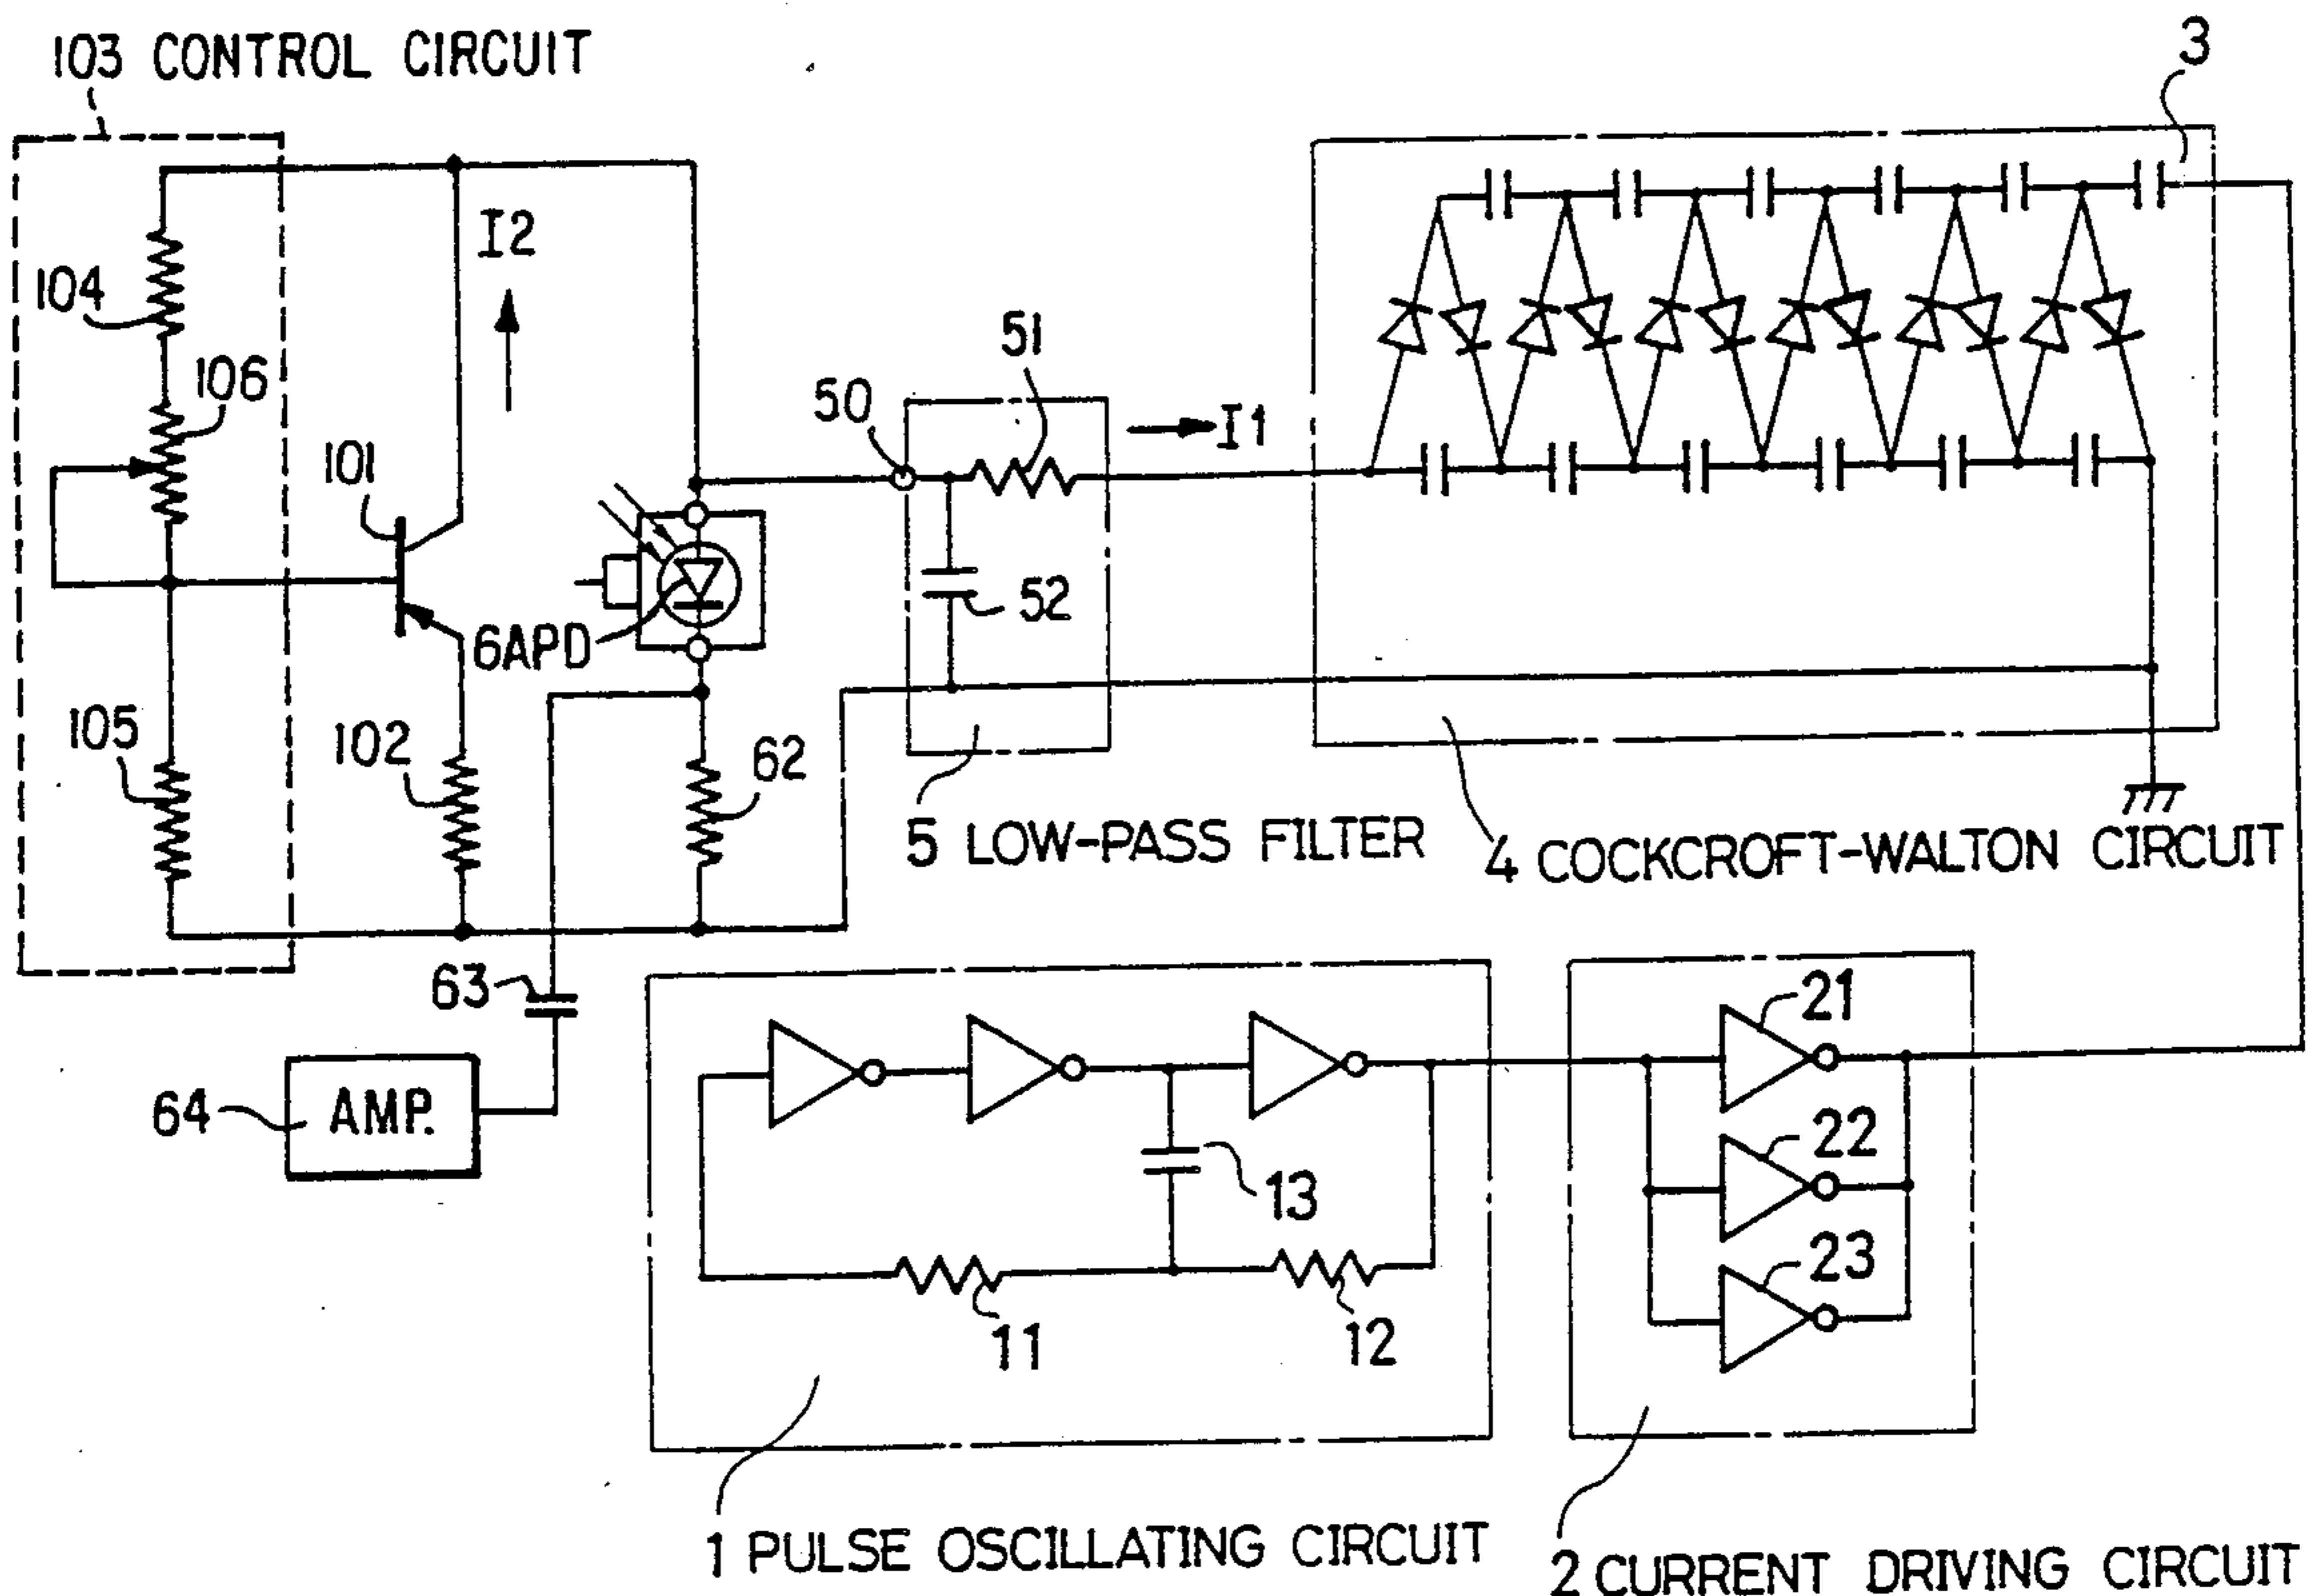 103 CONTROL CIRCUIT
3
I2
104
51
106
50
I1
101
52
6APD
105
102
62
5 LOW-PASS FILTER
4 COCKCROFT-WALTON CIRCUIT
63
21
64
AMP.
22
13
23
11
12
1 PULSE OSCILLATING CIRCUIT
2 CURRENT DRIVING CIRCUIT